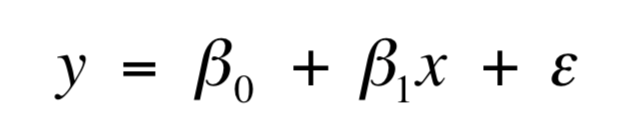 y = β₀ + β₁x + ε